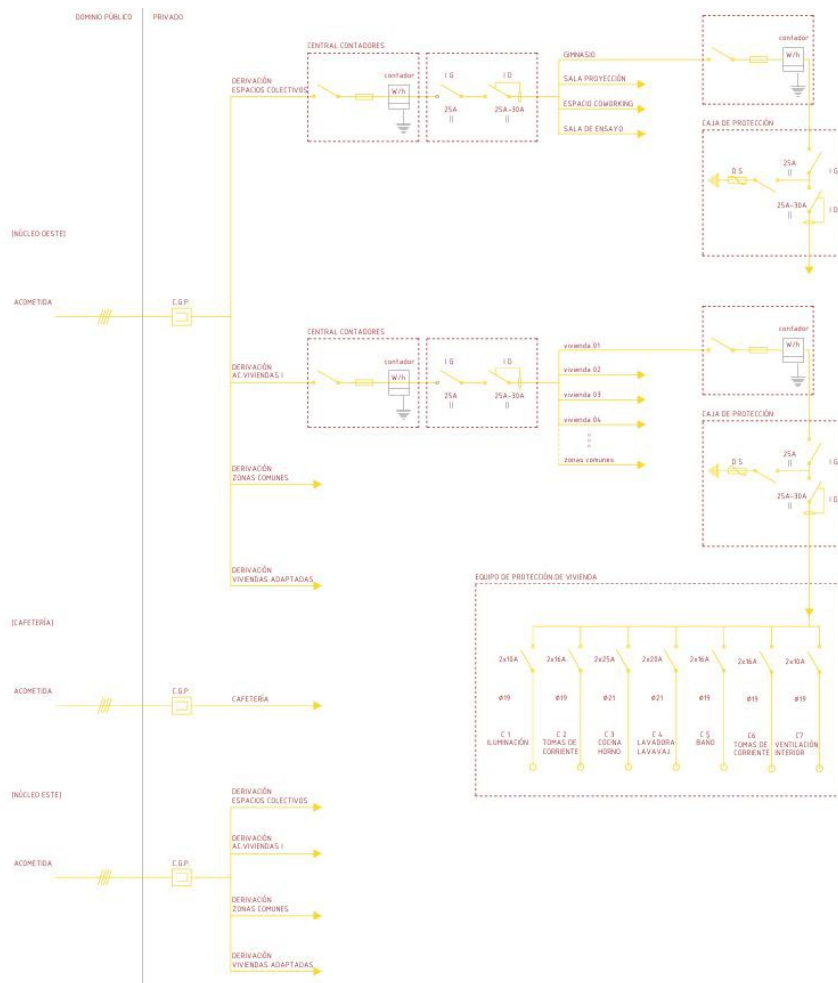 DOMINIO PÚBLICO
PRIVADO
CENTRAL CONTADORES
DERIVACIÓN
ESPACIOS COLECTIVOS
contador
W/h
I G
25A
||
I D
25A-30A
||
GIMNASIO
SALA PROYECCIÓN
ESPACIO COWORKING
SALA DE ENSAYO
contador
W/h
CAJA DE PROTECCIÓN
D S
25A
||
I G
25A-30A
||
I D
[NÚCLEO OESTE]
ACOMETIDA
C.G.P.
CENTRAL CONTADORES
DERIVACIÓN
AC VIVIENDAS I
contador
W/h
I G
25A
||
I D
25A-30A
||
vivienda 01
vivienda 02
vivienda 03
vivienda 04
zonas comunes
contador
W/h
CAJA DE PROTECCIÓN
D S
25A
||
I G
25A-30A
||
I D
DERIVACIÓN
ZONAS COMUNES
DERIVACIÓN
VIVIENDAS ADAPTADAS
EQUIPO DE PROTECCIÓN DE VIVIENDA
2x10A
2x16A
2x25A
2x20A
2x16A
2x16A
2x10A
ø19
ø19
ø21
ø21
ø19
ø19
ø19
C 1
ILUMINACIÓN
C 2
TOMAS DE
CORRIENTE
C 3
COCINA
HORNO
C 4
LAVADORA
LAVAVAJ
C 5
BAÑO
C6
TOMAS DE
CORRIENTE
C7
VENTILACIÓN
INTERIOR
[CAFETERÍA]
ACOMETIDA
C.G.P.
CAFETERÍA
[NÚCLEO ESTE]
ACOMETIDA
C.G.P.
DERIVACIÓN
ESPACIOS COLECTIVOS
DERIVACIÓN
AC VIVIENDAS I
DERIVACIÓN
ZONAS COMUNES
DERIVACIÓN
VIVIENDAS ADAPTADAS